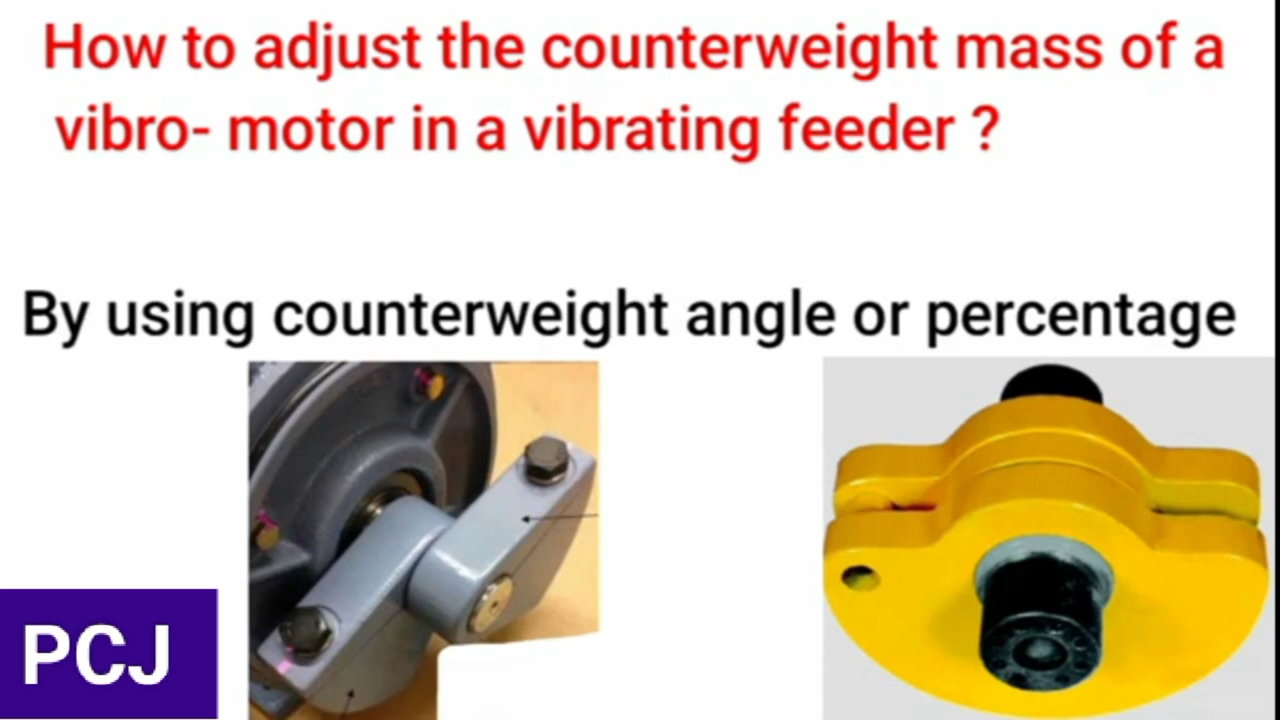 How to adjust the counterweight mass of a
vibro- motor in a vibrating feeder ?
By using counterweight angle or percentage
PCJ